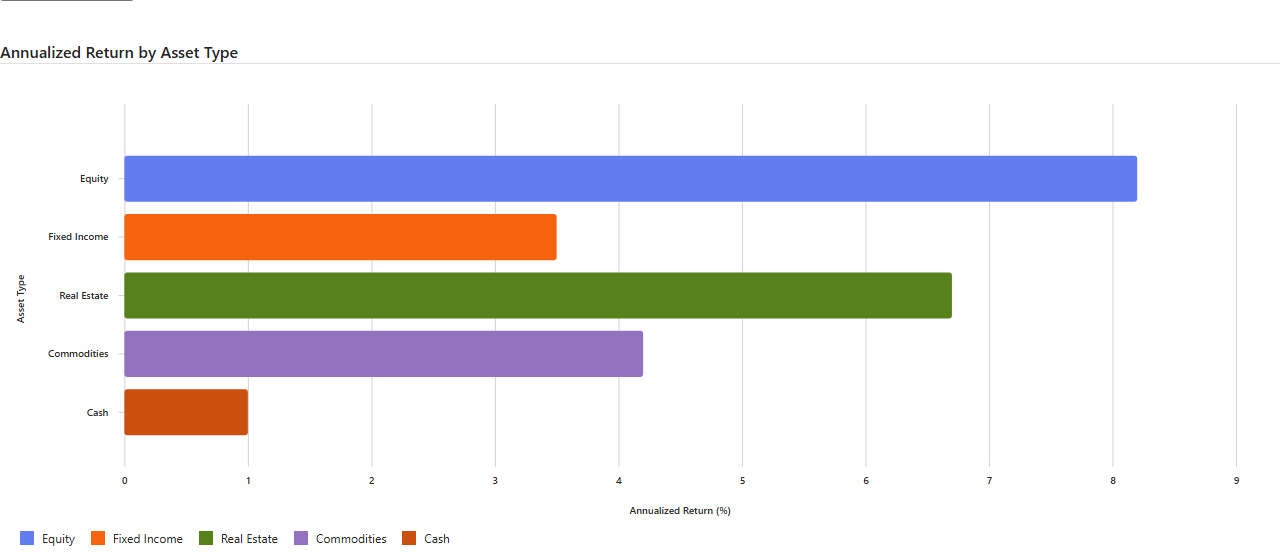 Annualized Return by Asset Type
Asset Type
Equity
Fixed Income
Real Estate
Commodities
Cash
0 1 2 3 4 5 6 7 8 9
Annualized Return (%)
Equity Fixed Income Real Estate Commodities Cash